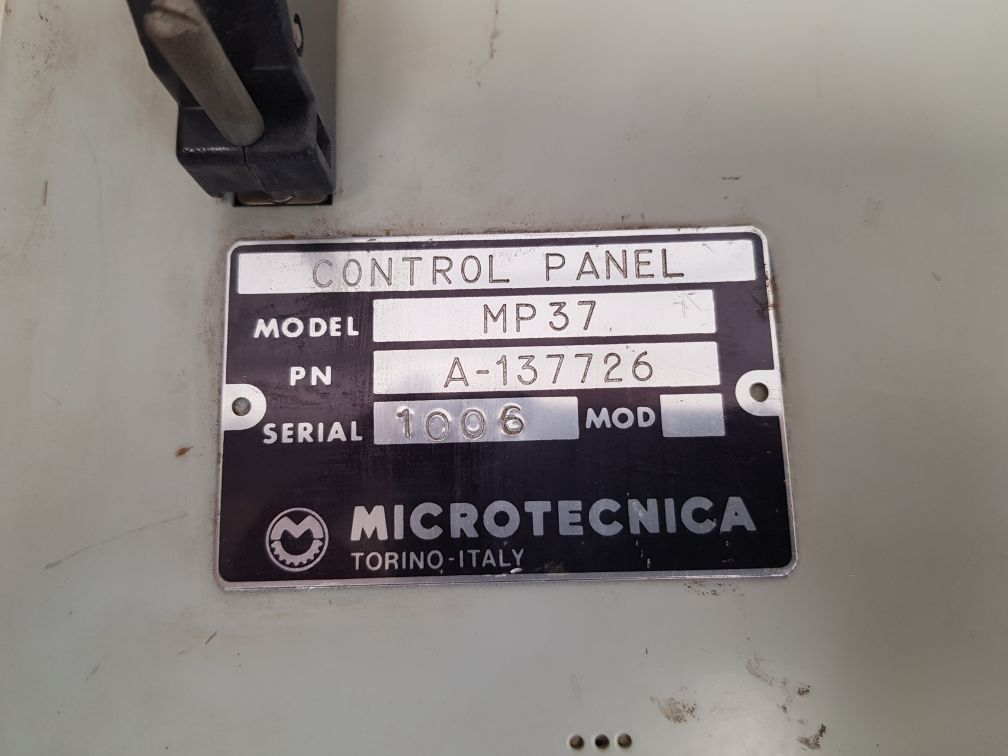 CONTROL PANEL
MODEL MP37
PN A-137726
SERIAL 1006 MOD
MICROTECNICA
TORINO-ITALY